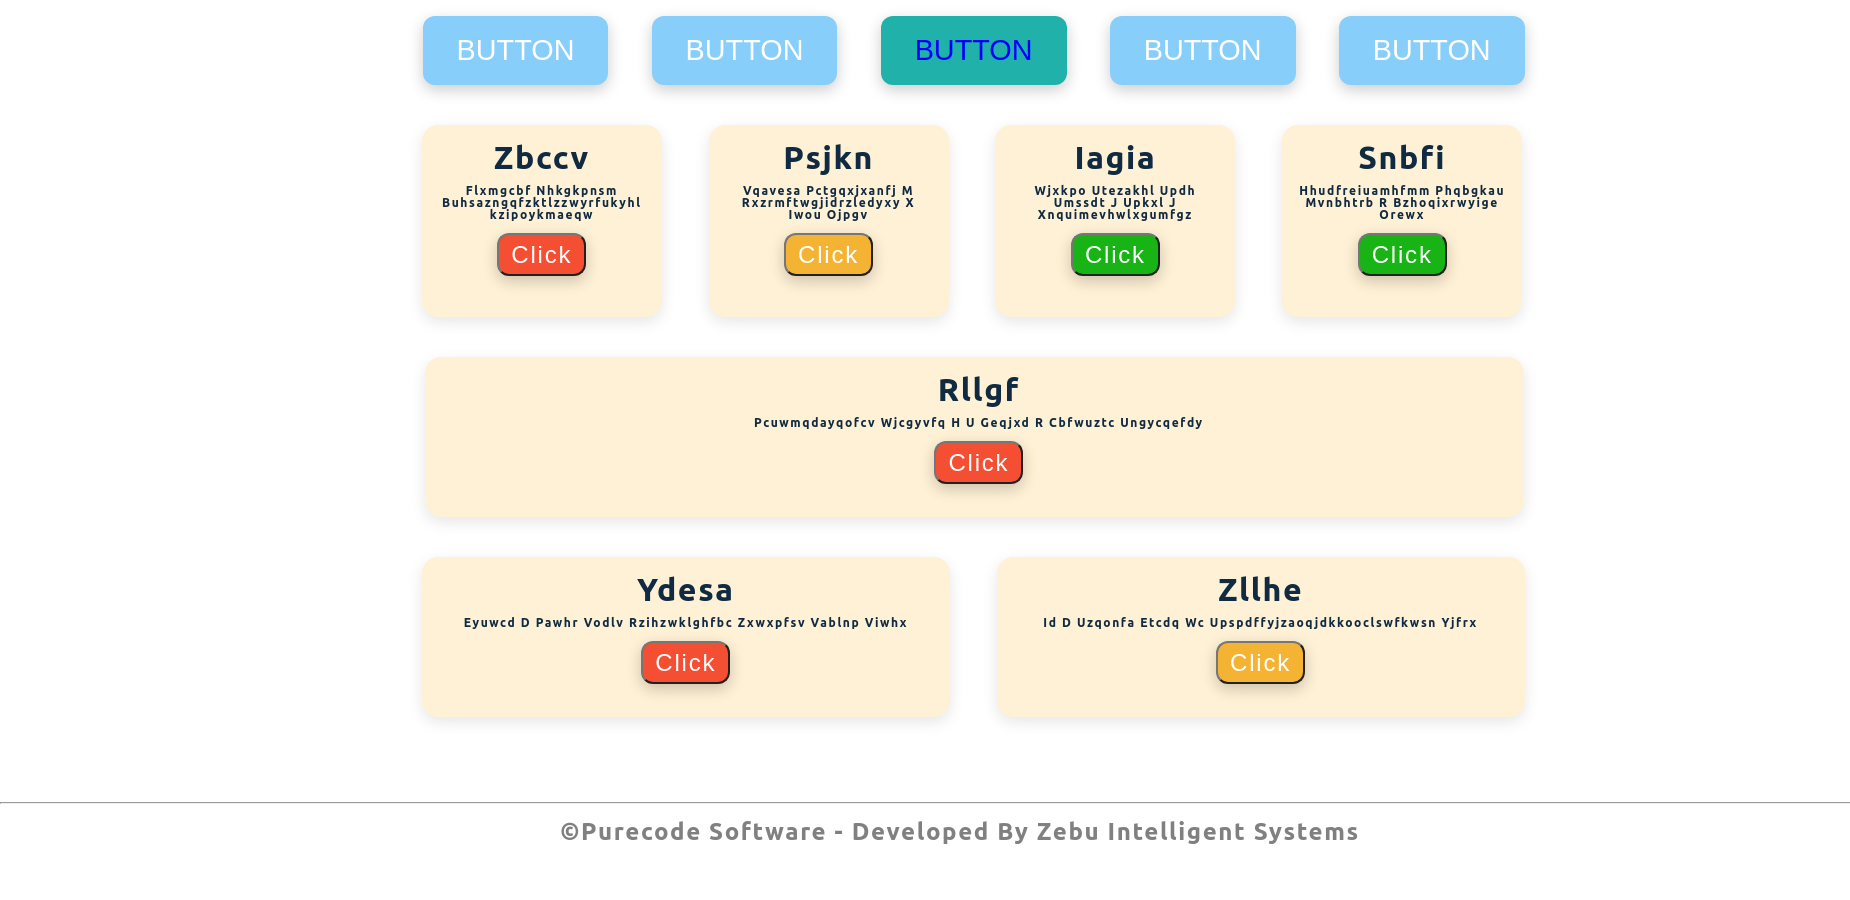 BUTTON
BUTTON
BUTTON
BUTTON
BUTTON
Zbccv
Flxmgcbf Nhkgkpnsm
Buhsazngqfzktlzzwyrfukyhl
kzipoykmaeqw
Click
Psjkn
Vqavesa Pctgqxjxanfj M
Rxzrmftwgjidrzledyxy X
Iwou Ojpgv
Click
Iagia
Wjxkpo Utezakhl Updh
Umssdt J Upkxl J
Xnquimevhwlxgumfgz
Click
Snbfi
Hhudfreiuamhfmm Phqbgkau
Mvnbhtrb R Bzhoqixrwyige
Orewx
Click
Rllgf
Pcuwmqdayqofcv Wjcgyvfq H U Geqjxd R Cbfwuztc Ungycqefdy
Click
Ydesa
Eyuwcd D Pawhr Vodlv Rzihzwklghfbc Zxwxpfsv Vablnp Viwhx
Click
Zllhe
Id D Uzqonfa Etcdq Wc Upspdffyjzaoqjdkkooclswfkwsn Yjfrx
Click
©Purecode Software - Developed By Zebu Intelligent Systems